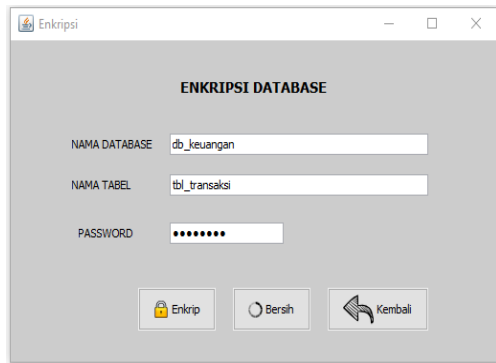 Enkripsi
ENKRIPSI DATABASE
NAMA DATABASE db_keuangan
NAMA TABEL tbl_transaksi
PASSWORD ••••••••
Enkrip Bersih Kembali